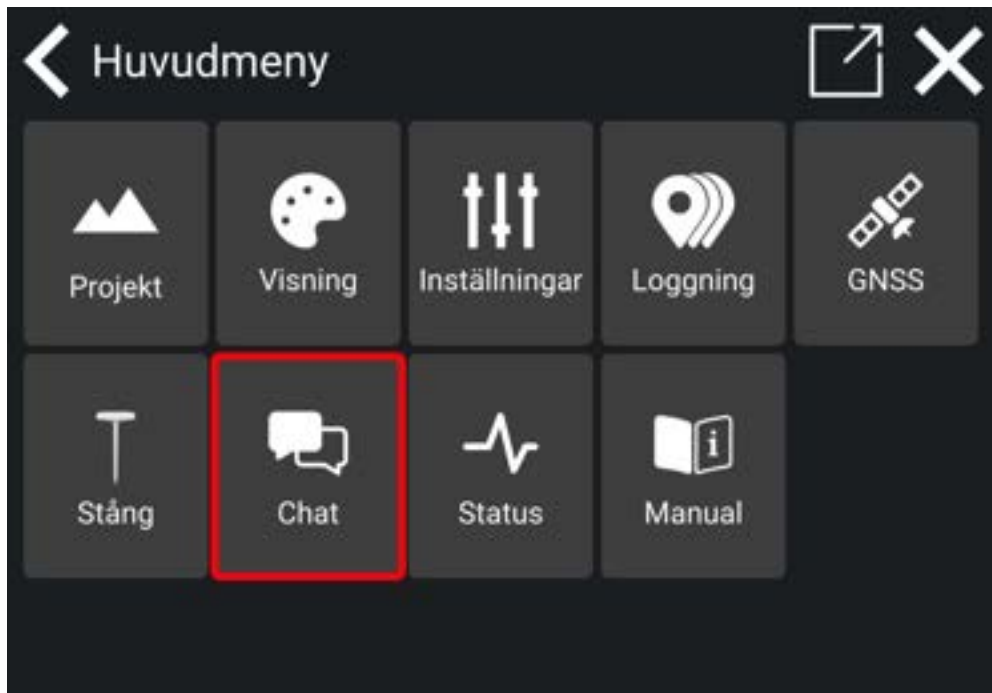 Huvudmeny
Projekt
Visning
Inställningar
Loggning
GNSS
Stång
Chat
Status
i
Manual